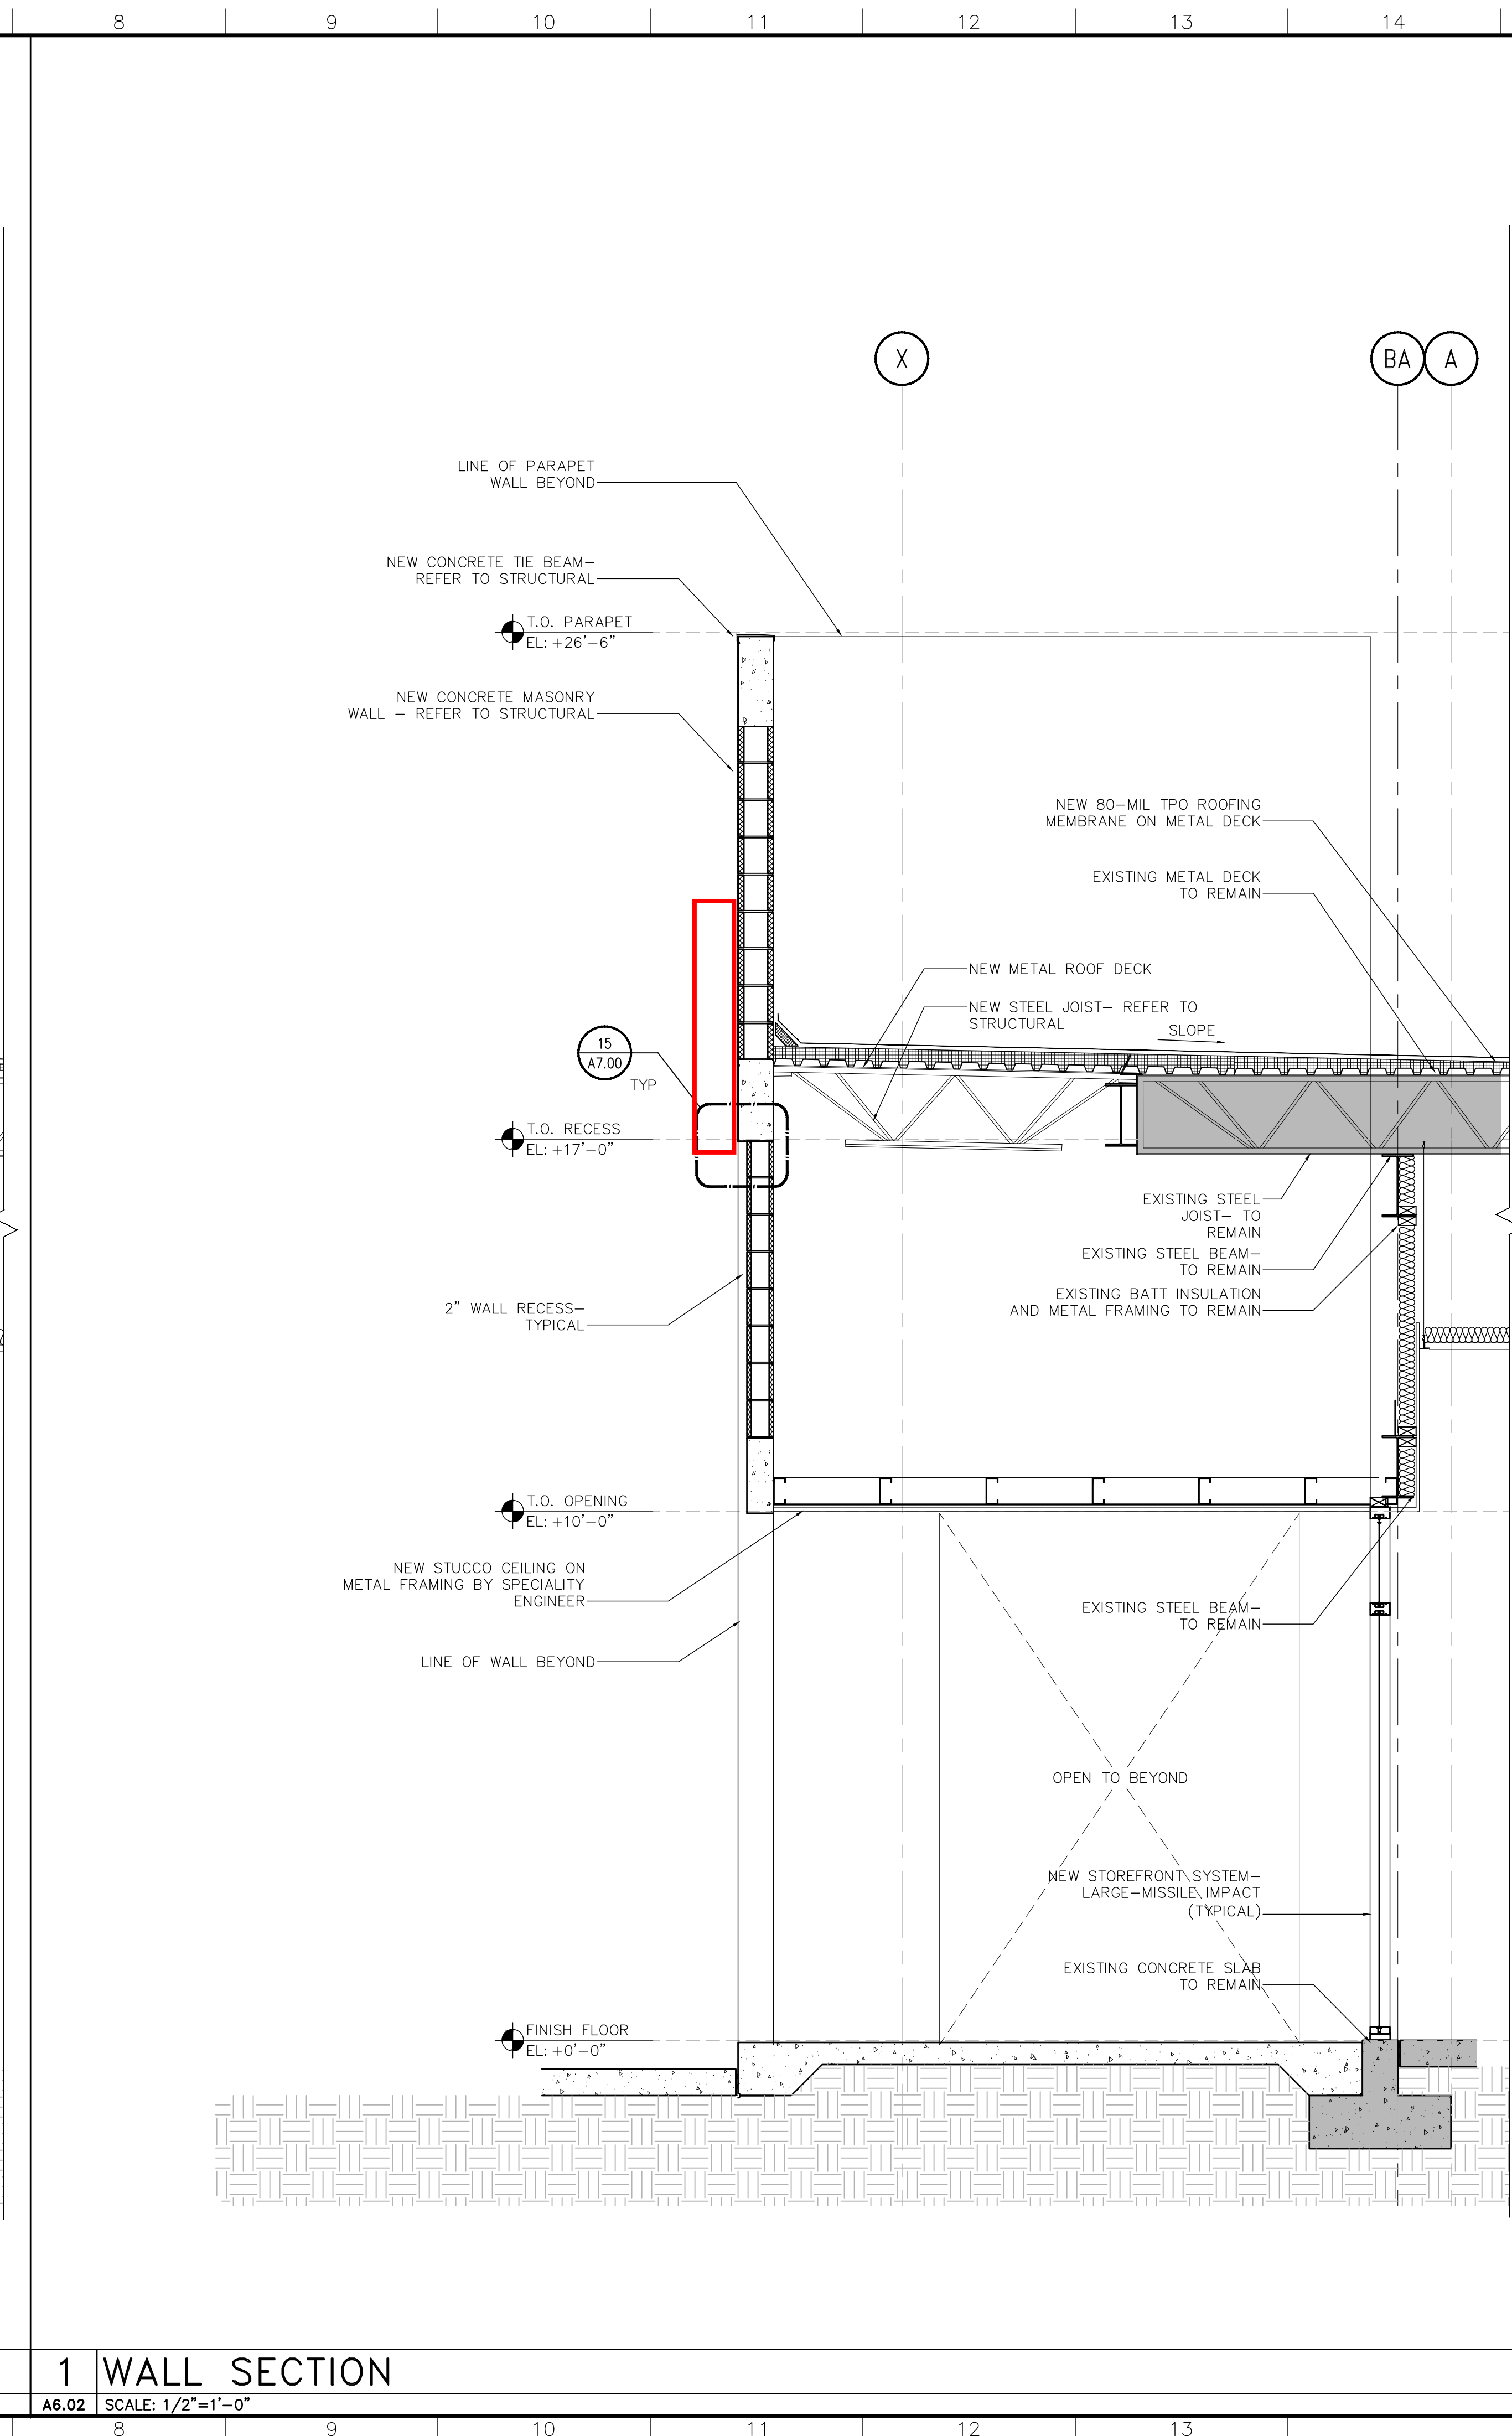 8 9 10 11 12 13 14
X BA A
LINE OF PARAPET
WALL BEYOND
NEW CONCRETE TIE BEAM-
REFER TO STRUCTURAL
T.O. PARAPET
EL: +26'-6"
NEW CONCRETE MASONRY
WALL - REFER TO STRUCTURAL
NEW 80-MIL TPO ROOFING
MEMBRANE ON METAL DECK
EXISTING METAL DECK
TO REMAIN
NEW METAL ROOF DECK
NEW STEEL JOIST- REFER TO
STRUCTURAL
SLOPE
15
A7.00
TYP
T.O. RECESS
EL: +17'-0"
EXISTING STEEL
JOIST- TO
REMAIN
EXISTING STEEL BEAM-
TO REMAIN
EXISTING BATT INSULATION
AND METAL FRAMING TO REMAIN
2" WALL RECESS-
TYPICAL
T.O. OPENING
EL: +10'-0"
NEW STUCCO CEILING ON
METAL FRAMING BY SPECIALITY
ENGINEER
EXISTING STEEL BEAM-
TO REMAIN
LINE OF WALL BEYOND
OPEN TO BEYOND
NEW STOREFRONT SYSTEM-
LARGE-MISSILE IMPACT
(TYPICAL)
EXISTING CONCRETE SLAB
TO REMAIN
FINISH FLOOR
EL: +0'-0"
1 WALL SECTION
A6.02 SCALE: 1/2"=1'-0"
8 9 10 11 12 13